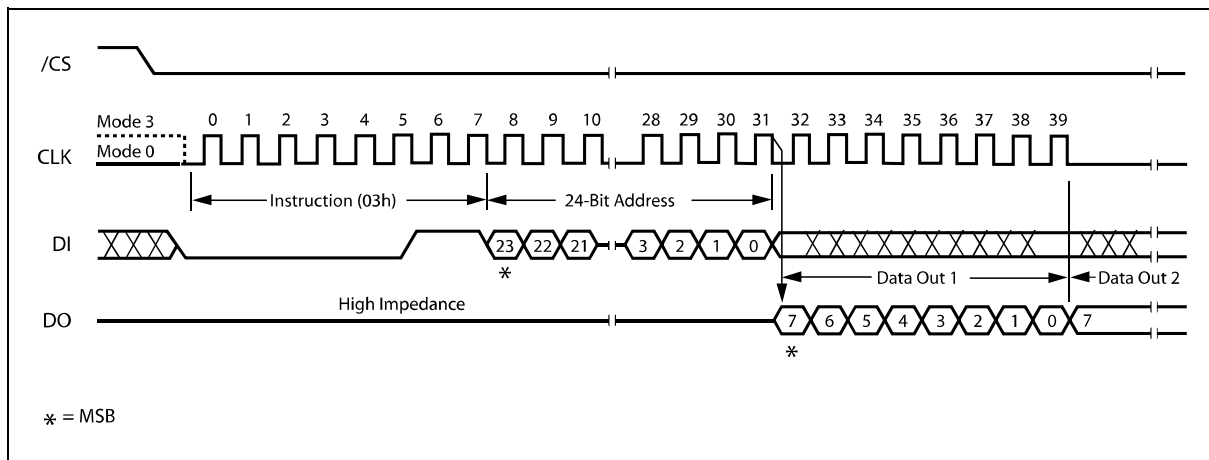 /CS
Mode 3
0 1 2 3 4 5 6 7 8 9 10 28 29 30 31 32 33 34 35 36 37 38 39
Mode 0
CLK
Instruction (03h) 24-Bit Address
DI 23 22 21 3 2 1 0
*
Data Out 1 Data Out 2
High Impedance
DO 7 6 5 4 3 2 1 0 7
*
* = MSB